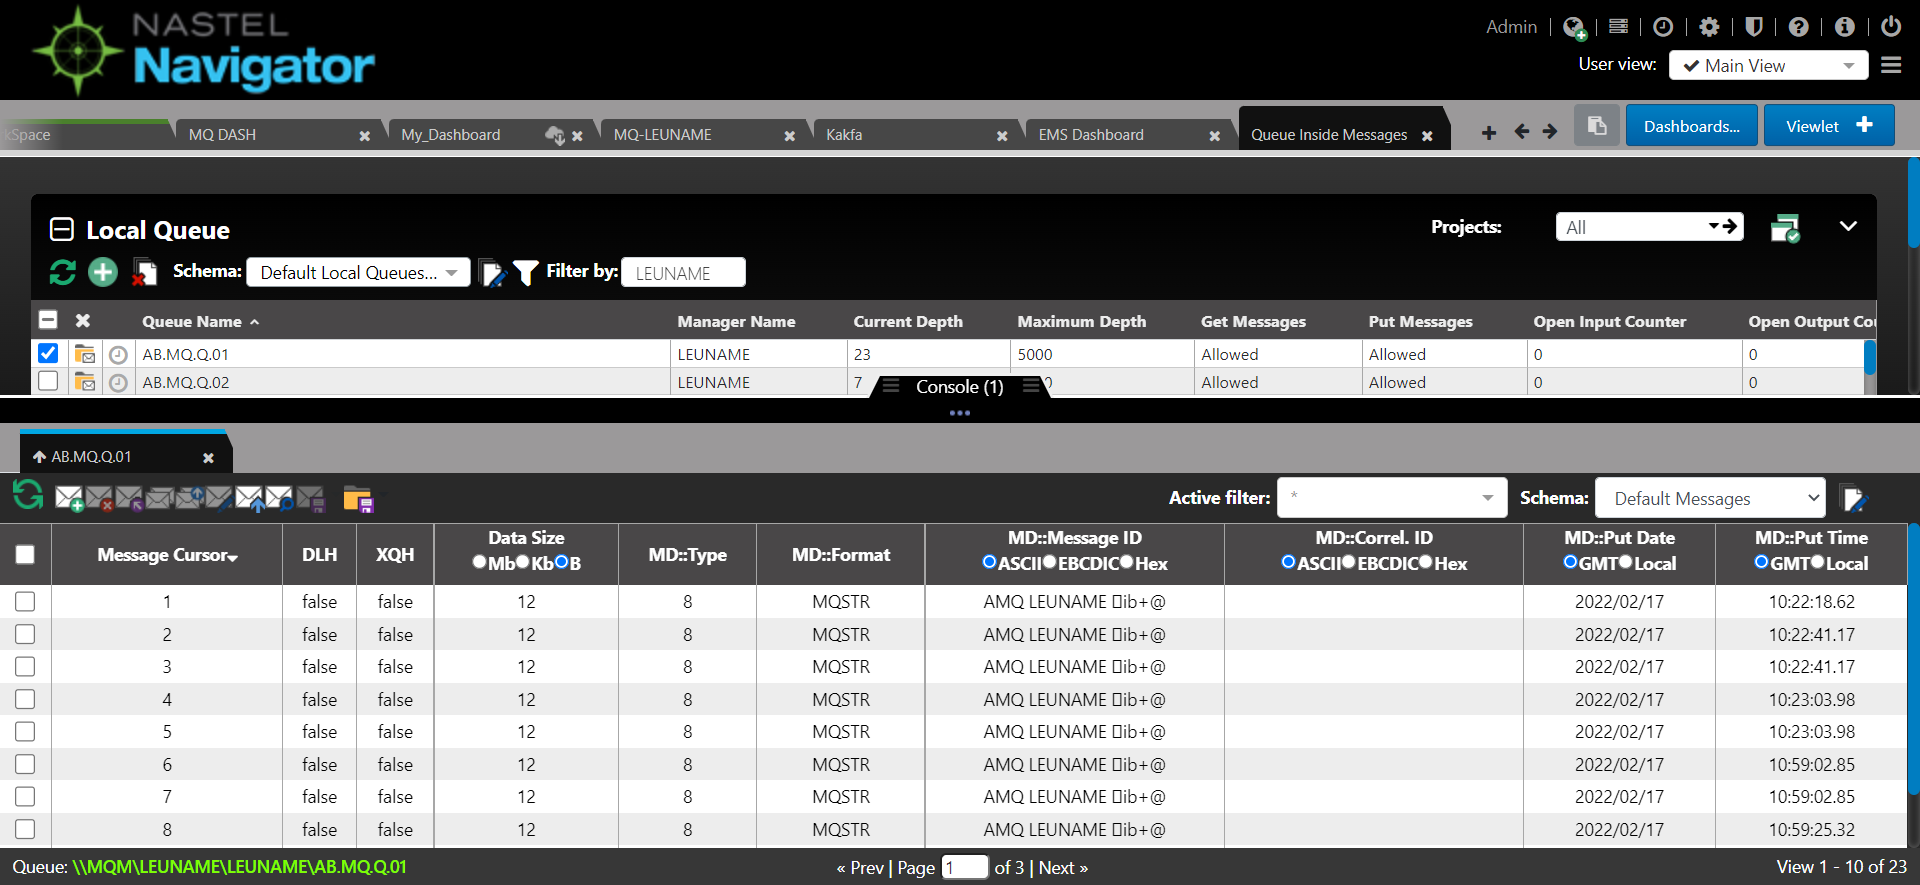 NASTEL
Navigator
Admin
User view: Main View
kSpace MQ DASH My_Dashboard MQ-LEUNAME Kakfa EMS Dashboard Queue Inside Messages Dashboards... Viewlet
Local Queue Projects: All
Schema: Default Local Queues... Filter by: LEUNAME
Queue Name Manager Name Current Depth Maximum Depth Get Messages Put Messages Open Input Counter Open Output Cou
AB.MQ.Q.01 LEUNAME 23 5000 Allowed Allowed 0 0
AB.MQ.Q.02 LEUNAME 7 Allowed Allowed 0 0
Console (1)
AB.MQ.Q.01
Active filter: * Schema: Default Messages
Message Cursor DLH XQH Data Size MD::Type MD::Format MD::Message ID MD::Correl. ID MD::Put Date MD::Put Time
Mb Kb B ASCII EBCDIC Hex ASCII EBCDIC Hex GMT Local GMT Local
1 false false 12 8 MQSTR AMQ LEUNAME ▯ib+@ 2022/02/17 10:22:18.62
2 false false 12 8 MQSTR AMQ LEUNAME ▯ib+@ 2022/02/17 10:22:41.17
3 false false 12 8 MQSTR AMQ LEUNAME ▯ib+@ 2022/02/17 10:22:41.17
4 false false 12 8 MQSTR AMQ LEUNAME ▯ib+@ 2022/02/17 10:23:03.98
5 false false 12 8 MQSTR AMQ LEUNAME ▯ib+@ 2022/02/17 10:23:03.98
6 false false 12 8 MQSTR AMQ LEUNAME ▯ib+@ 2022/02/17 10:59:02.85
7 false false 12 8 MQSTR AMQ LEUNAME ▯ib+@ 2022/02/17 10:59:02.85
8 false false 12 8 MQSTR AMQ LEUNAME ▯ib+@ 2022/02/17 10:59:25.32
Queue: \\MQM\LEUNAME\LEUNAME\AB.MQ.Q.01 « Prev | Page 1 of 3 | Next » View 1 - 10 of 23